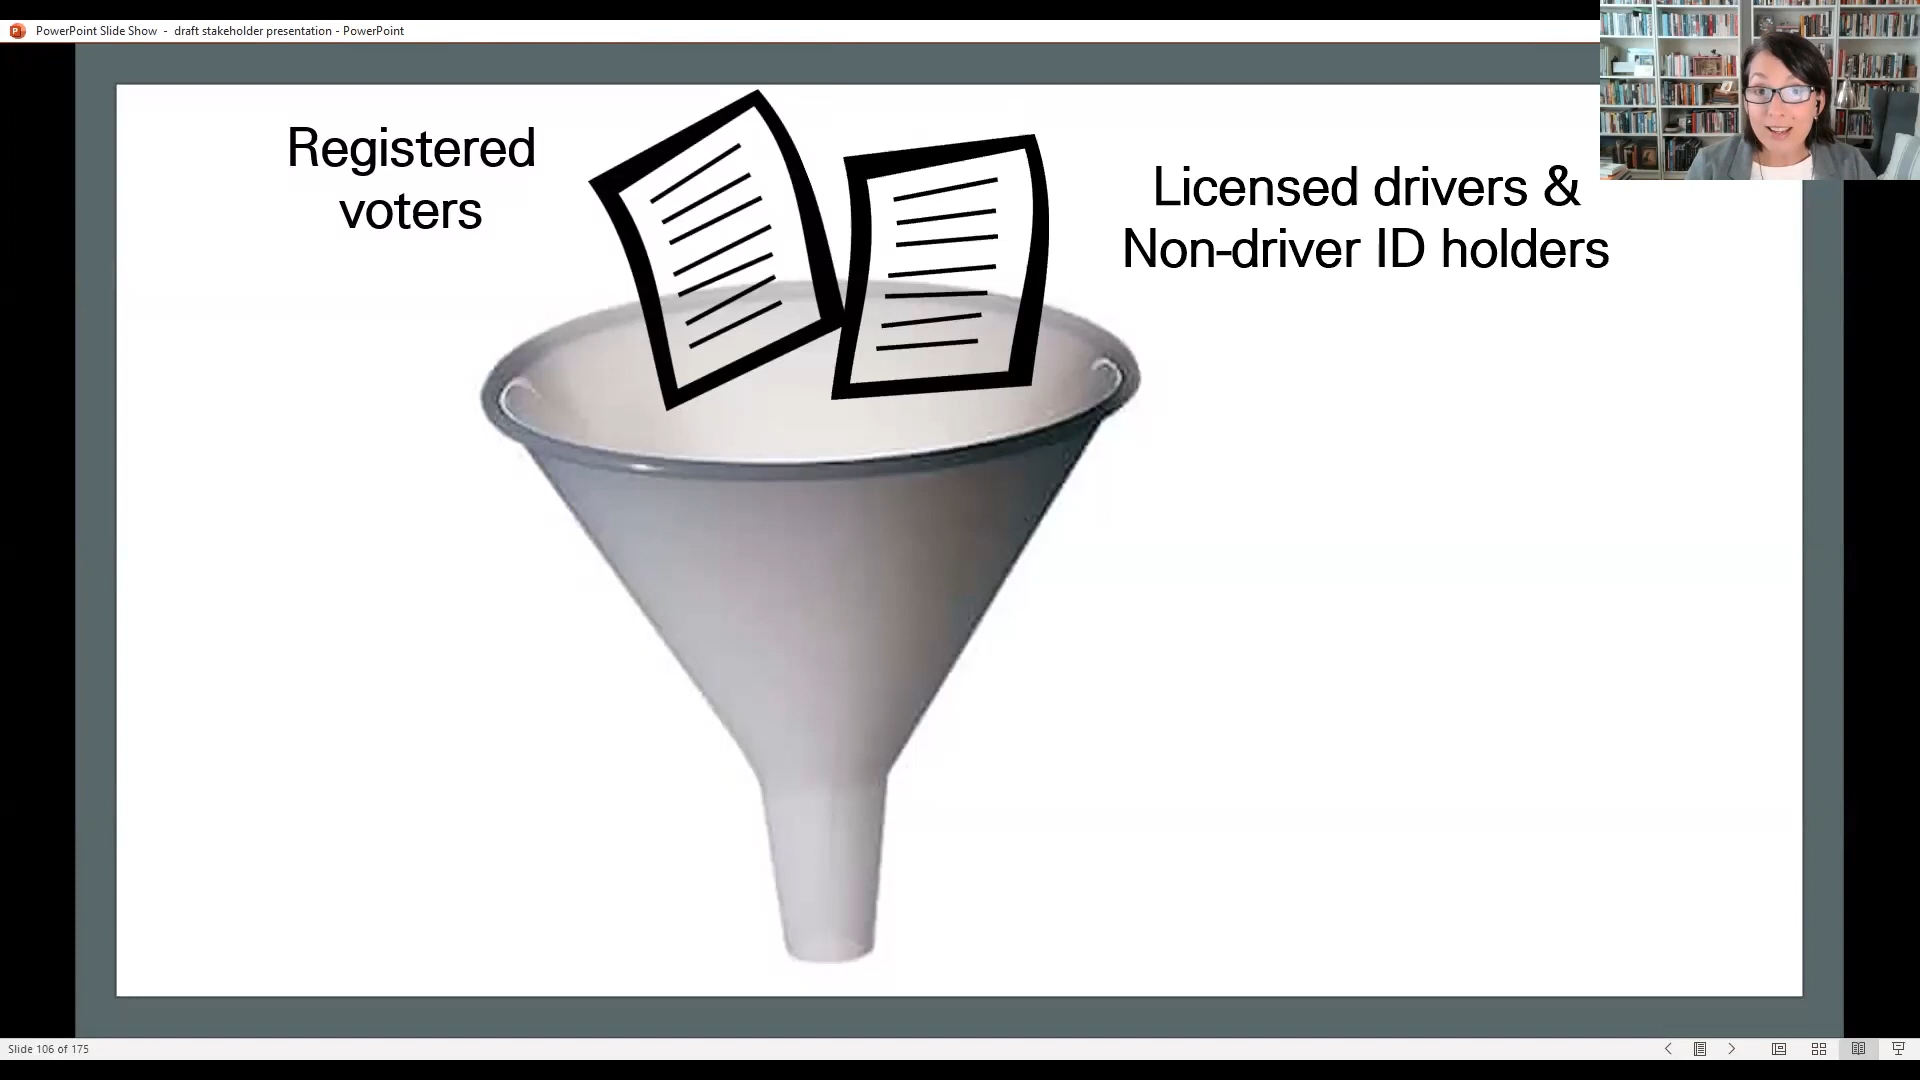 PowerPoint Slide Show - draft stakeholder presentation - PowerPoint
Registered
voters
Licensed drivers &
Non-driver ID holders
Slide 106 of 175